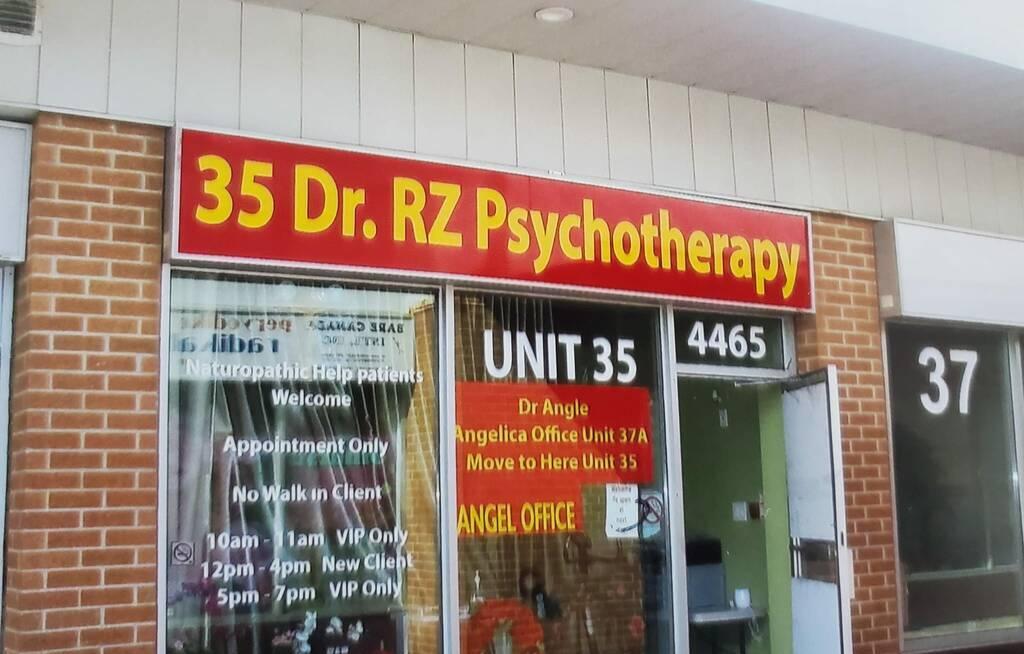 35 Dr. RZ Psychotherapy
Naturopathic Help patients
Welcome
Appointment Only
No Walk in Client
10am - 11am VIP Only
12pm - 4pm New Client
5pm - 7pm VIP Only
UNIT 35
Dr Angle
Angelica Office Unit 37A
Move to Here Unit 35
ANGEL OFFICE
4465
37
BARE CANADA